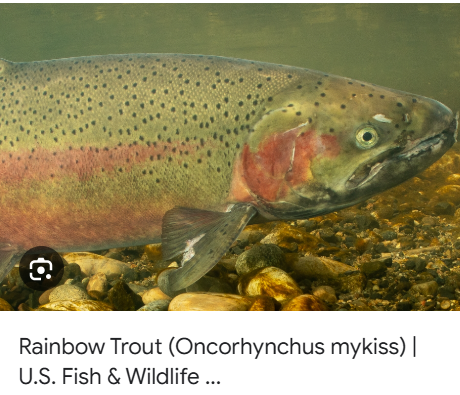 Rainbow Trout (Oncorhynchus mykiss) |
U.S. Fish & Wildlife ...